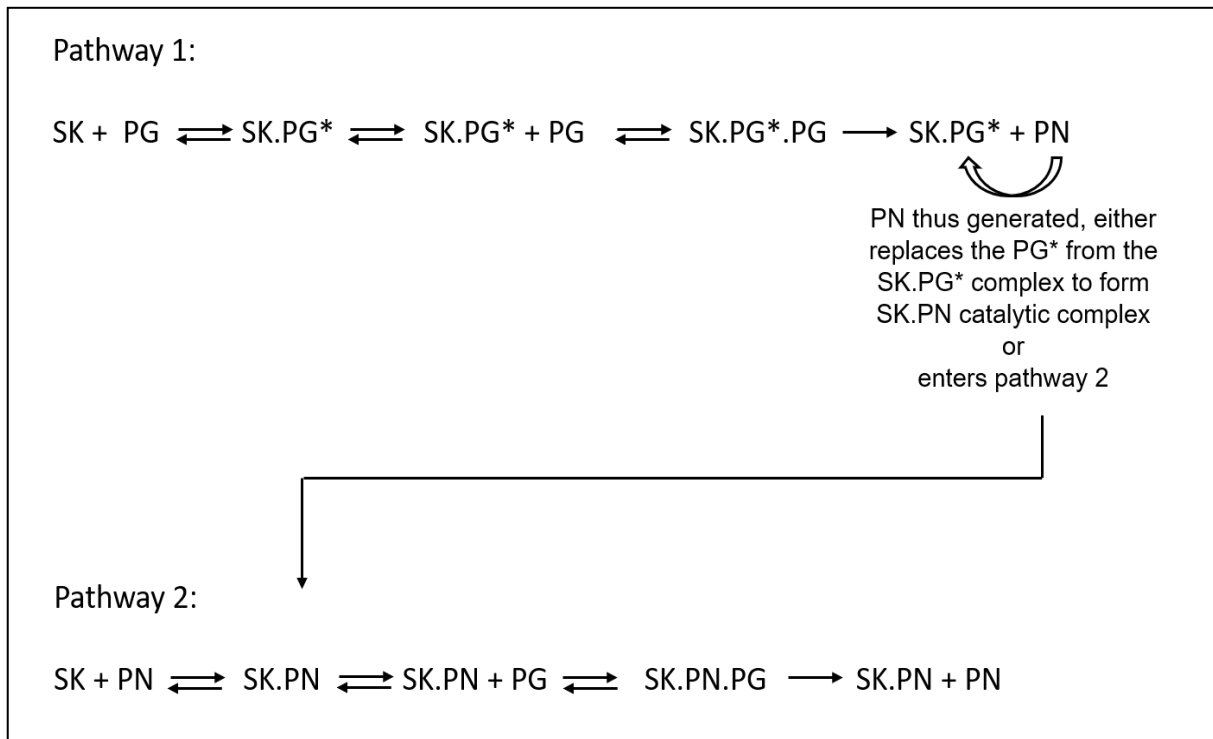 Pathway 1:
SK + PG ⇌ SK.PG* ⇌ SK.PG* + PG ⇌ SK.PG*.PG → SK.PG* + PN
PN thus generated, either
replaces the PG* from the
SK.PG* complex to form
SK.PN catalytic complex
or
enters pathway 2
Pathway 2:
SK + PN ⇌ SK.PN ⇌ SK.PN + PG ⇌ SK.PN.PG → SK.PN + PN